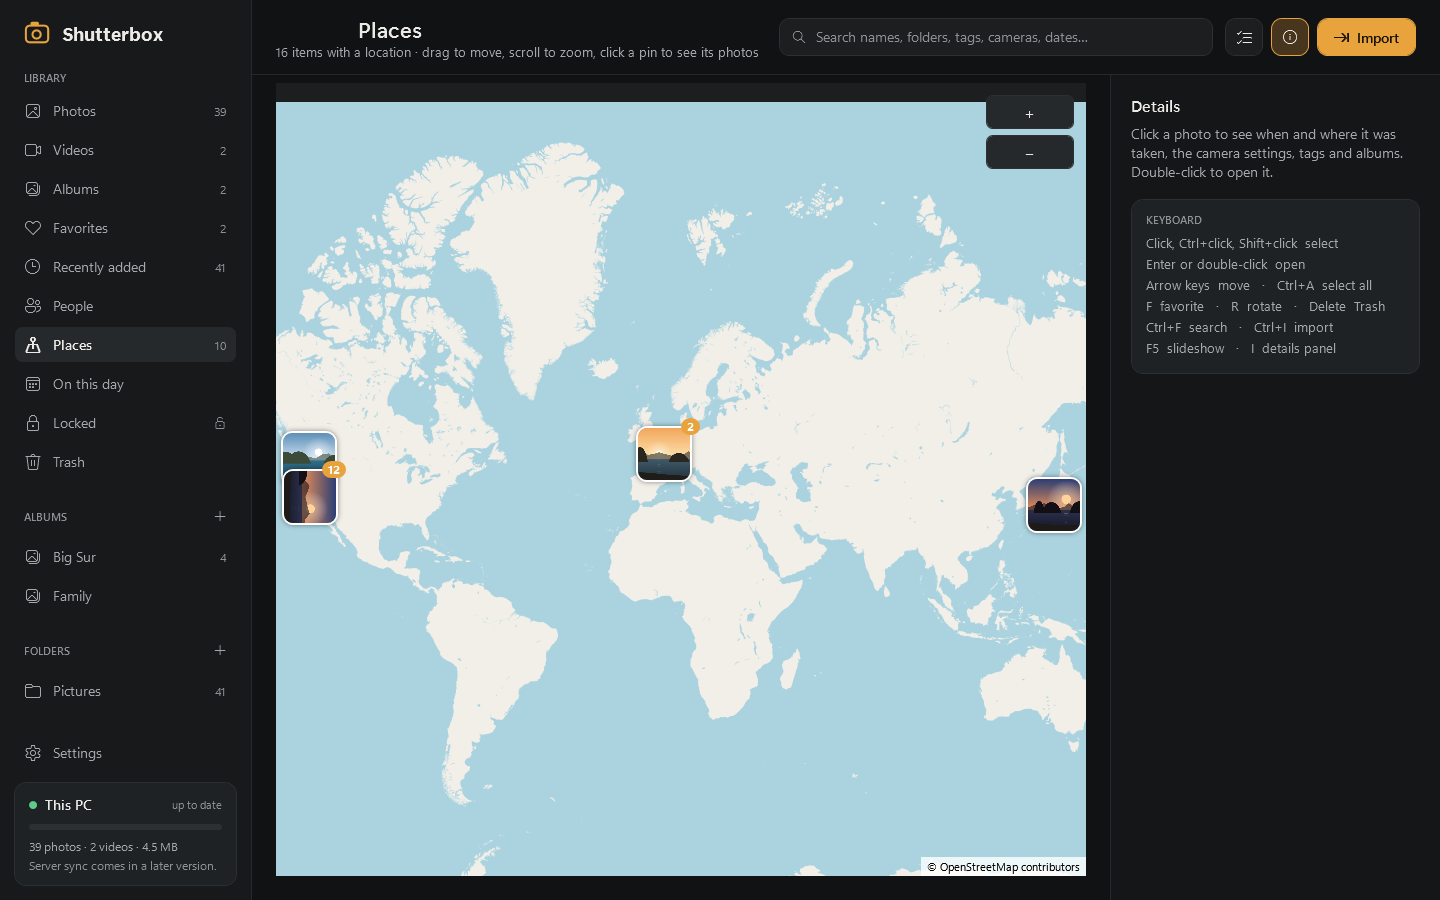 Shutterbox
LIBRARY
Photos 39
Videos 2
Albums 2
Favorites 2
Recently added 41
People
Places 10
On this day
Locked
Trash
ALBUMS +
Big Sur 4
Family
FOLDERS +
Pictures 41
Settings
This PC up to date
39 photos · 2 videos · 4.5 MB
Server sync comes in a later version.
Places
16 items with a location · drag to move, scroll to zoom, click a pin to see its photos
Search names, folders, tags, cameras, dates...
Import
+
−
2
12
© OpenStreetMap contributors
Details
Click a photo to see when and where it was
taken, the camera settings, tags and albums.
Double-click to open it.
KEYBOARD
Click, Ctrl+click, Shift+click select
Enter or double-click open
Arrow keys move · Ctrl+A select all
F favorite · R rotate · Delete Trash
Ctrl+F search · Ctrl+I import
F5 slideshow · I details panel